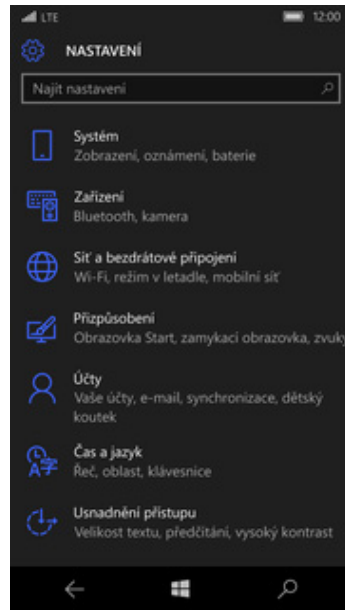 LTE 12:00
NASTAVENÍ
Najít nastavení
Systém
Zobrazení, oznámení, baterie
Zařízení
Bluetooth, kamera
Síť a bezdrátové připojení
Wi-Fi, režim v letadle, mobilní síť
Přizpůsobení
Obrazovka Start, zamykací obrazovka, zvuky
Účty
Vaše účty, e-mail, synchronizace, dětský
koutek
Čas a jazyk
Řeč, oblast, klávesnice
Usnadnění přístupu
Velikost textu, předčítání, vysoký kontrast